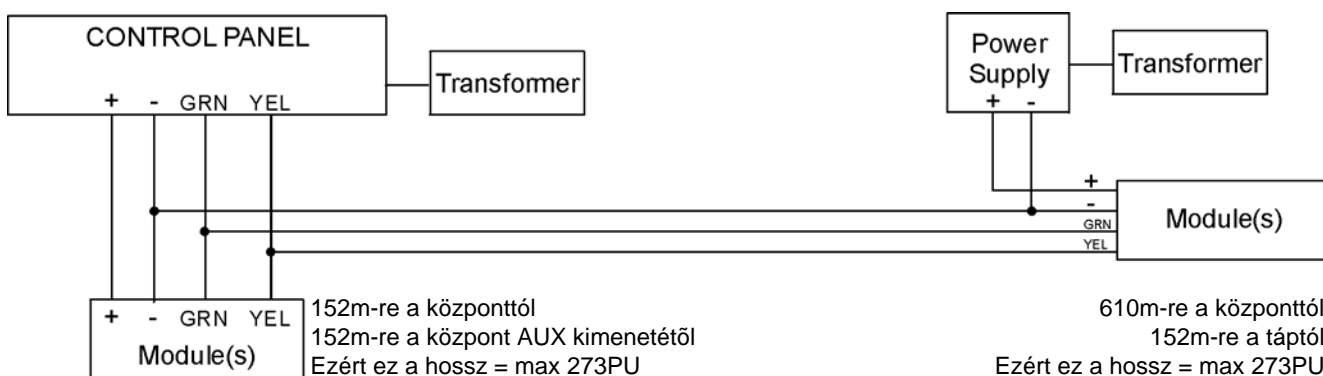 CONTROL PANEL
+ - GRN YEL
Transformer
Power
Supply
+ -
Transformer
+
-
GRN
YEL
Module(s)
+ - GRN YEL
Module(s)
152m-re a központtól
152m-re a központ AUX kimenetétõl
Ezért ez a hossz = max 273PU
610m-re a központtól
152m-re a táptól
Ezért ez a hossz = max 273PU